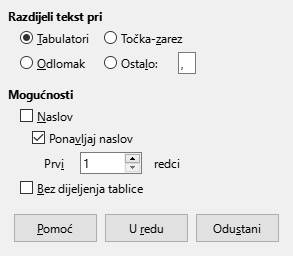 Razdijeli tekst pri
Tabulatori Točka-zarez
Odlomak Ostalo: ,
Mogućnosti
Naslov
Ponavljaj naslov
Prvi 1 redci
Bez dijeljenja tablice
Pomoć U redu Odustani